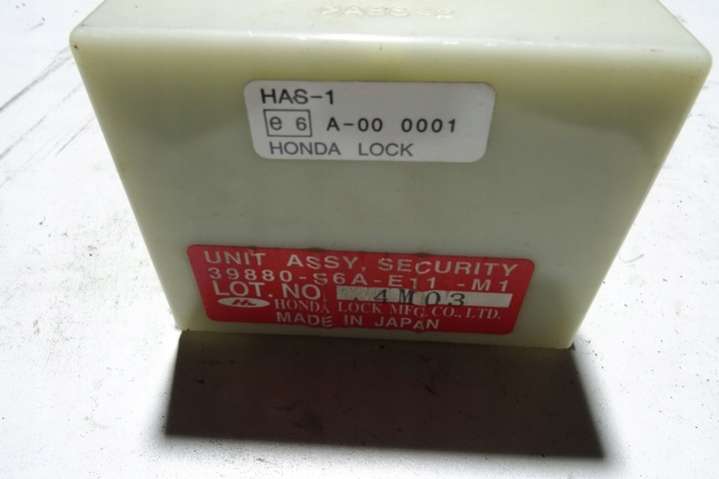 HAS-1
e 6 A-00 0001
HONDA LOCK
UNIT ASSY, SECURITY
39880-S6A-E11 -M1
LOT. NO. 4M03
HONDA LOCK MFG. CO., LTD.
MADE IN JAPAN